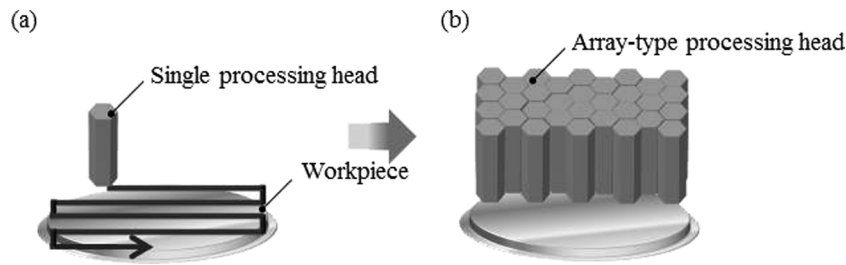 (a)
(b)
Array-type processing head
Single processing head
Workpiece